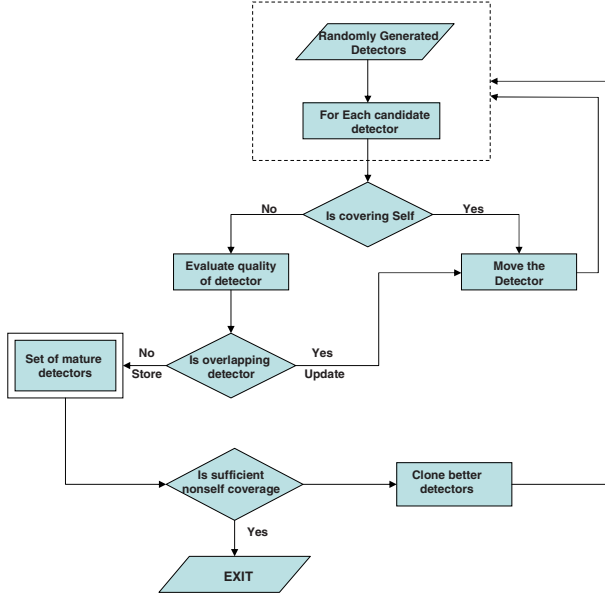 Randomly Generated
Detectors
For Each candidate
detector
Is covering Self
No
Yes
Evaluate quality
of detector
Move the
Detector
Is overlapping
detector
No
Store
Yes
Update
Set of mature
detectors
Is sufficient
nonself coverage
Clone better
detectors
Yes
EXIT